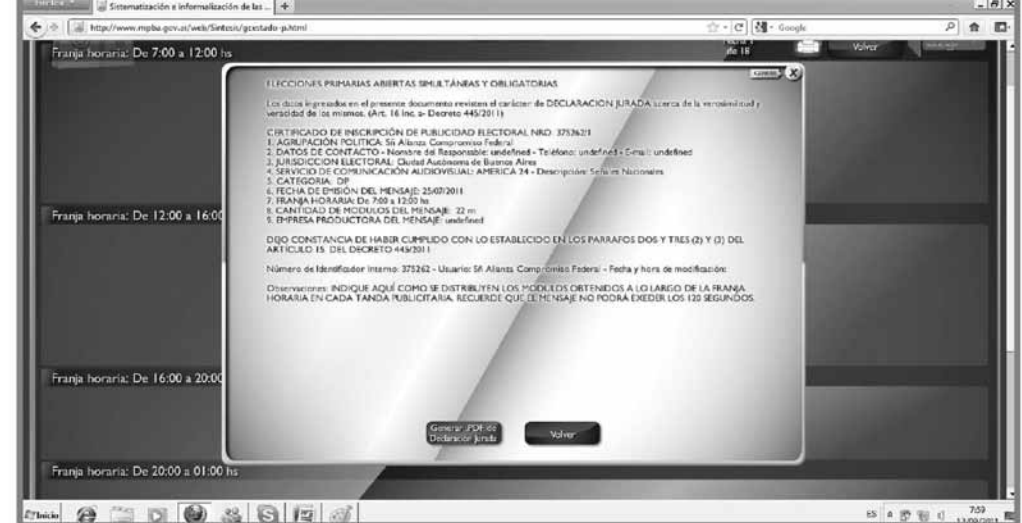 Sistematización e informalización de las ...
http://www.mpba.gov.ar/web/Sintesis/gestado-p.html
Google
Franja horaria: De 7:00 a 12:00 hs
de 18
Volver
ELECCIONES PRIMARIAS ABIERTAS SIMULTÁNEAS Y OBLIGATORIAS
Los datos ingresados en el presente documento revisten el carácter de DECLARACION JURADA acerca de la verosimilitud y
veracidad de los mismos. (Art. 16 Inc. a- Decreto 445/2011)
CERTIFICADO DE INSCRIPCIÓN DE PUBLICIDAD ELECTORAL NRO: 375262/1
1. AGRUPACIÓN POLITICA: Sñ Alianza Compromiso Federal
2. DATOS DE CONTACTO - Nombre del Responsable: undefined - Teléfono: undefined - E-mail: undefined
3. JURISDICCION ELECTORAL: Ciudad Autónoma de Buenos Aires
4. SERVICIO DE COMUNICACIÓN AUDIOVISUAL: AMERICA 24 - Descripción: Señales Nacionales
5. CATEGORIA: DP
6. FECHA DE EMISIÓN DEL MENSAJE: 25/07/2011
7. FRANJA HORARIA: De 7:00 a 12:00 hs
8. CANTIDAD DE MODULOS DEL MENSAJE: 22 m
9. EMPRESA PRODUCTORA DEL MENSAJE: undefined
DIJO CONSTANCIA DE HABER CUMPLIDO CON LO ESTABLECIDO EN LOS PARRAFOS DOS Y TRES (2) Y (3) DEL
ARTICULO 15 DEL DECRETO 445/2011
Número de Identificador Interno: 375262 - Usuario: Sñ Alianza Compromiso Federal - Fecha y hora de modificación:
Observaciones: INDIQUE AQUÍ COMO SE DISTRIBUYEN LOS MODULOS OBTENIDOS A LO LARGO DE LA FRANJA
HORARIA EN CADA TANDA PUBLICITARIA. RECUERDE QUE EL MENSAJE NO PODRÁ EXEDER LOS 120 SEGUNDOS.
Franja horaria: De 12:00 a 16:00
Franja horaria: De 16:00 a 20:00
Generar .PDF de
Declaración Jurada
Volver
Franja horaria: De 20:00 a 01:00 hs
Inicio
ES
7:59